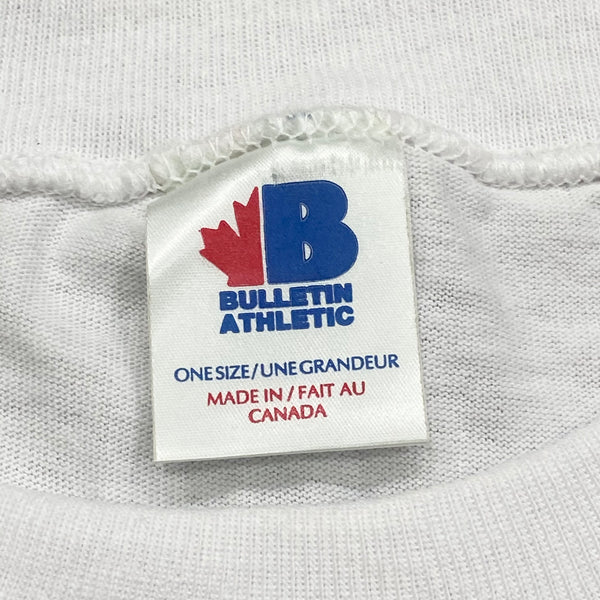 B
BULLETIN
ATHLETIC
ONE SIZE/UNE GRANDEUR
MADE IN / FAIT AU
CANADA